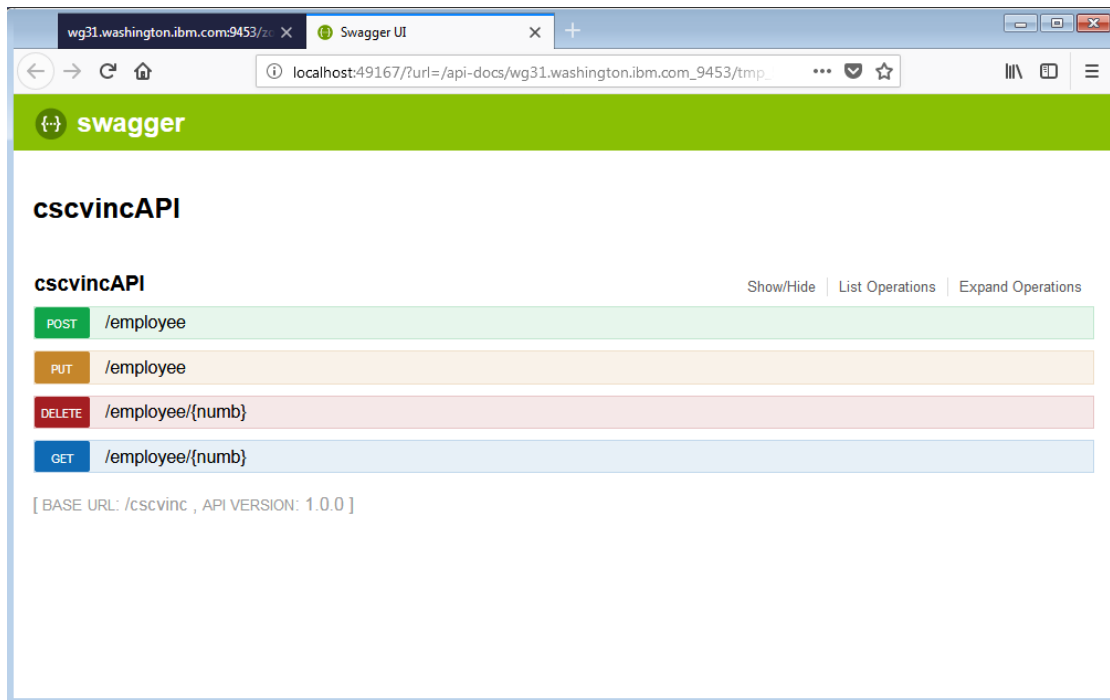 wg31.washington.ibm.com:9453/zc
Swagger UI
localhost:49167/?url=/api-docs/wg31.washington.ibm.com_9453/tmp_
{··} swagger
cscvincAPI
cscvincAPI Show/Hide List Operations Expand Operations
POST /employee
PUT /employee
DELETE /employee/{numb}
GET /employee/{numb}
[ BASE URL: /cscvinc , API VERSION: 1.0.0 ]